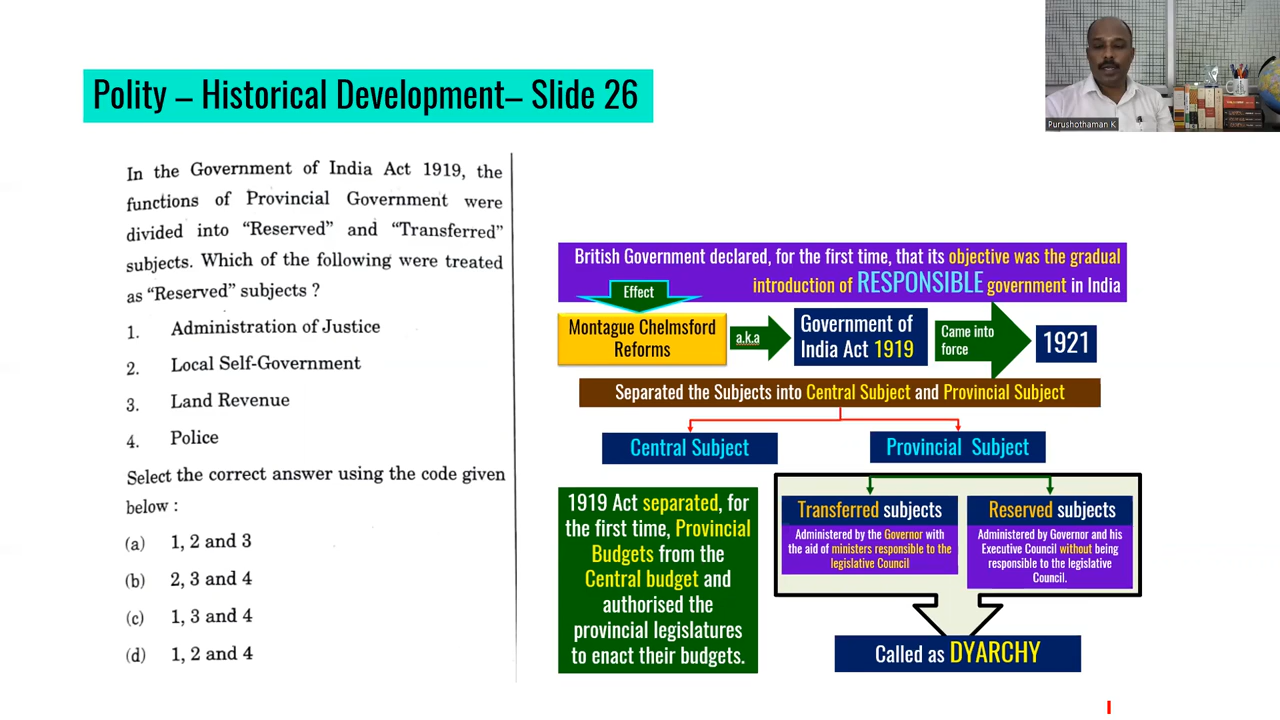 Polity – Historical Development– Slide 26
Purushothaman K
In the Government of India Act 1919, the
functions of Provincial Government were
divided into “Reserved” and “Transferred”
subjects. Which of the following were treated
as “Reserved” subjects ?
1. Administration of Justice
2. Local Self-Government
3. Land Revenue
4. Police
Select the correct answer using the code given
below :
(a) 1, 2 and 3
(b) 2, 3 and 4
(c) 1, 3 and 4
(d) 1, 2 and 4
British Government declared, for the first time, that its objective was the gradual
introduction of RESPONSIBLE government in India
Effect
Montague Chelmsford
Reforms
a.k.a
Government of
India Act 1919
Came into
force
1921
Separated the Subjects into Central Subject and Provincial Subject
Central Subject
Provincial Subject
1919 Act separated, for
the first time, Provincial
Budgets from the
Central budget and
authorised the
provincial legislatures
to enact their budgets.
Transferred subjects
Administered by the Governor with
the aid of ministers responsible to the
legislative Council
Reserved subjects
Administered by Governor and his
Executive Council without being
responsible to the legislative
Council.
Called as DYARCHY